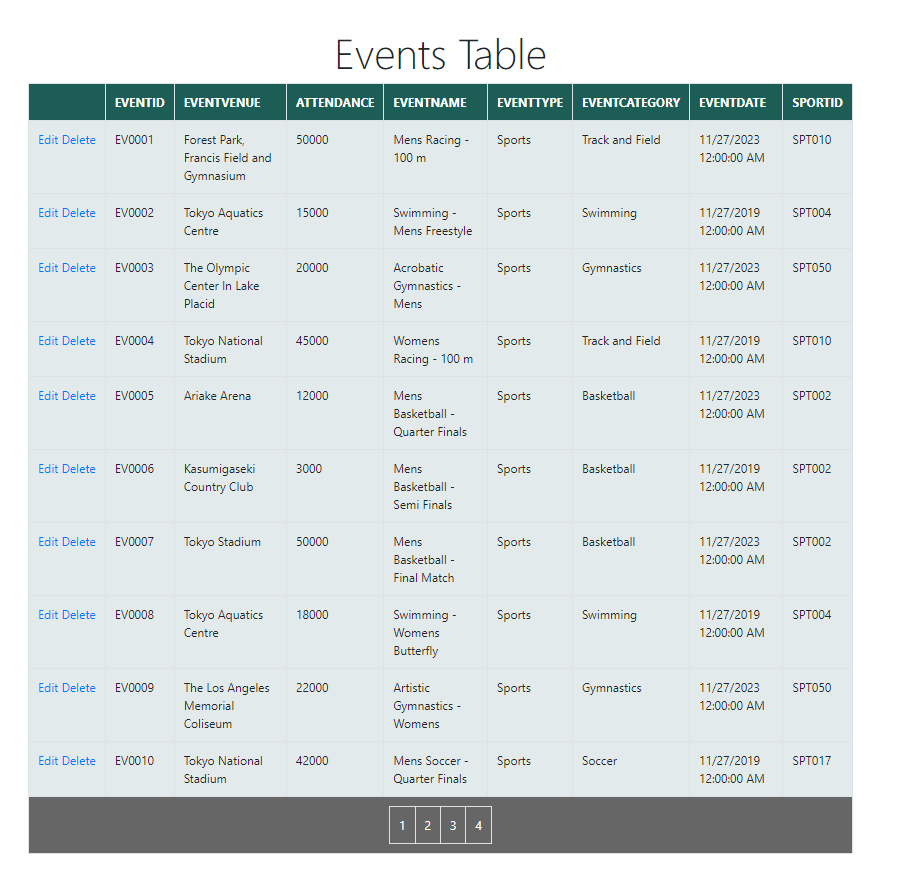 Events Table
EVENTID EVENTVENUE ATTENDANCE EVENTNAME EVENTTYPE EVENTCATEGORY EVENTDATE SPORTID
Edit Delete EV0001 Forest Park, 50000 Mens Racing - Sports Track and Field 11/27/2023 SPT010
Francis Field and 100 m 12:00:00 AM
Gymnasium
Edit Delete EV0002 Tokyo Aquatics 15000 Swimming - Sports Swimming 11/27/2019 SPT004
Centre Mens Freestyle 12:00:00 AM
Edit Delete EV0003 The Olympic 20000 Acrobatic Sports Gymnastics 11/27/2023 SPT050
Center In Lake Gymnastics - 12:00:00 AM
Placid Mens
Edit Delete EV0004 Tokyo National 45000 Womens Sports Track and Field 11/27/2019 SPT010
Stadium Racing - 100 m 12:00:00 AM
Edit Delete EV0005 Ariake Arena 12000 Mens Sports Basketball 11/27/2023 SPT002
Basketball - 12:00:00 AM
Quarter Finals
Edit Delete EV0006 Kasumigaseki 3000 Mens Sports Basketball 11/27/2019 SPT002
Country Club Basketball - 12:00:00 AM
Semi Finals
Edit Delete EV0007 Tokyo Stadium 50000 Mens Sports Basketball 11/27/2023 SPT002
Basketball - 12:00:00 AM
Final Match
Edit Delete EV0008 Tokyo Aquatics 18000 Swimming - Sports Swimming 11/27/2019 SPT004
Centre Womens 12:00:00 AM
Butterfly
Edit Delete EV0009 The Los Angeles 22000 Artistic Sports Gymnastics 11/27/2023 SPT050
Memorial Gymnastics - 12:00:00 AM
Coliseum Womens
Edit Delete EV0010 Tokyo National 42000 Mens Soccer - Sports Soccer 11/27/2019 SPT017
Stadium Quarter Finals 12:00:00 AM
1 2 3 4